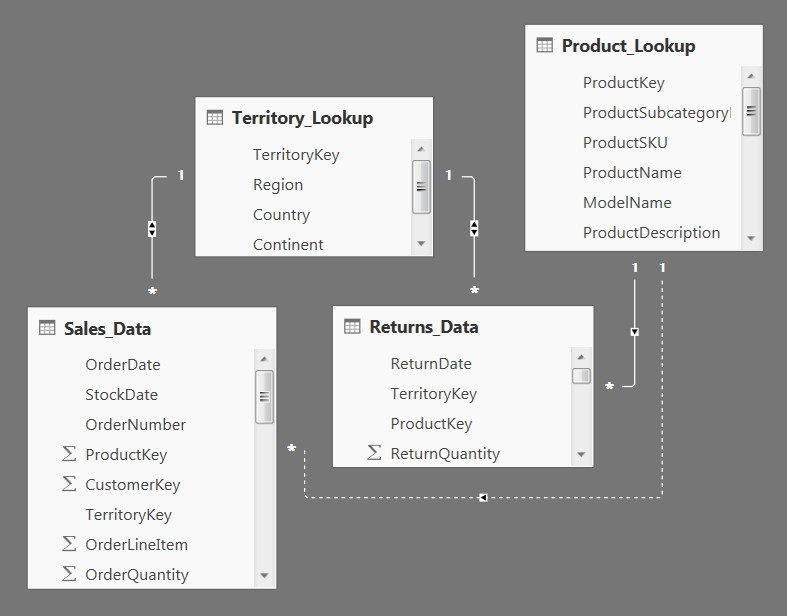 Product_Lookup
ProductKey
ProductSubcategory
ProductSKU
ProductName
ModelName
ProductDescription
1 1
Territory_Lookup
TerritoryKey
Region
Country
Continent
1 1
* *
Sales_Data
OrderDate
StockDate
OrderNumber
Σ ProductKey
Σ CustomerKey
TerritoryKey
Σ OrderLineItem
Σ OrderQuantity
*
Returns_Data
ReturnDate
TerritoryKey
ProductKey
Σ ReturnQuantity
*